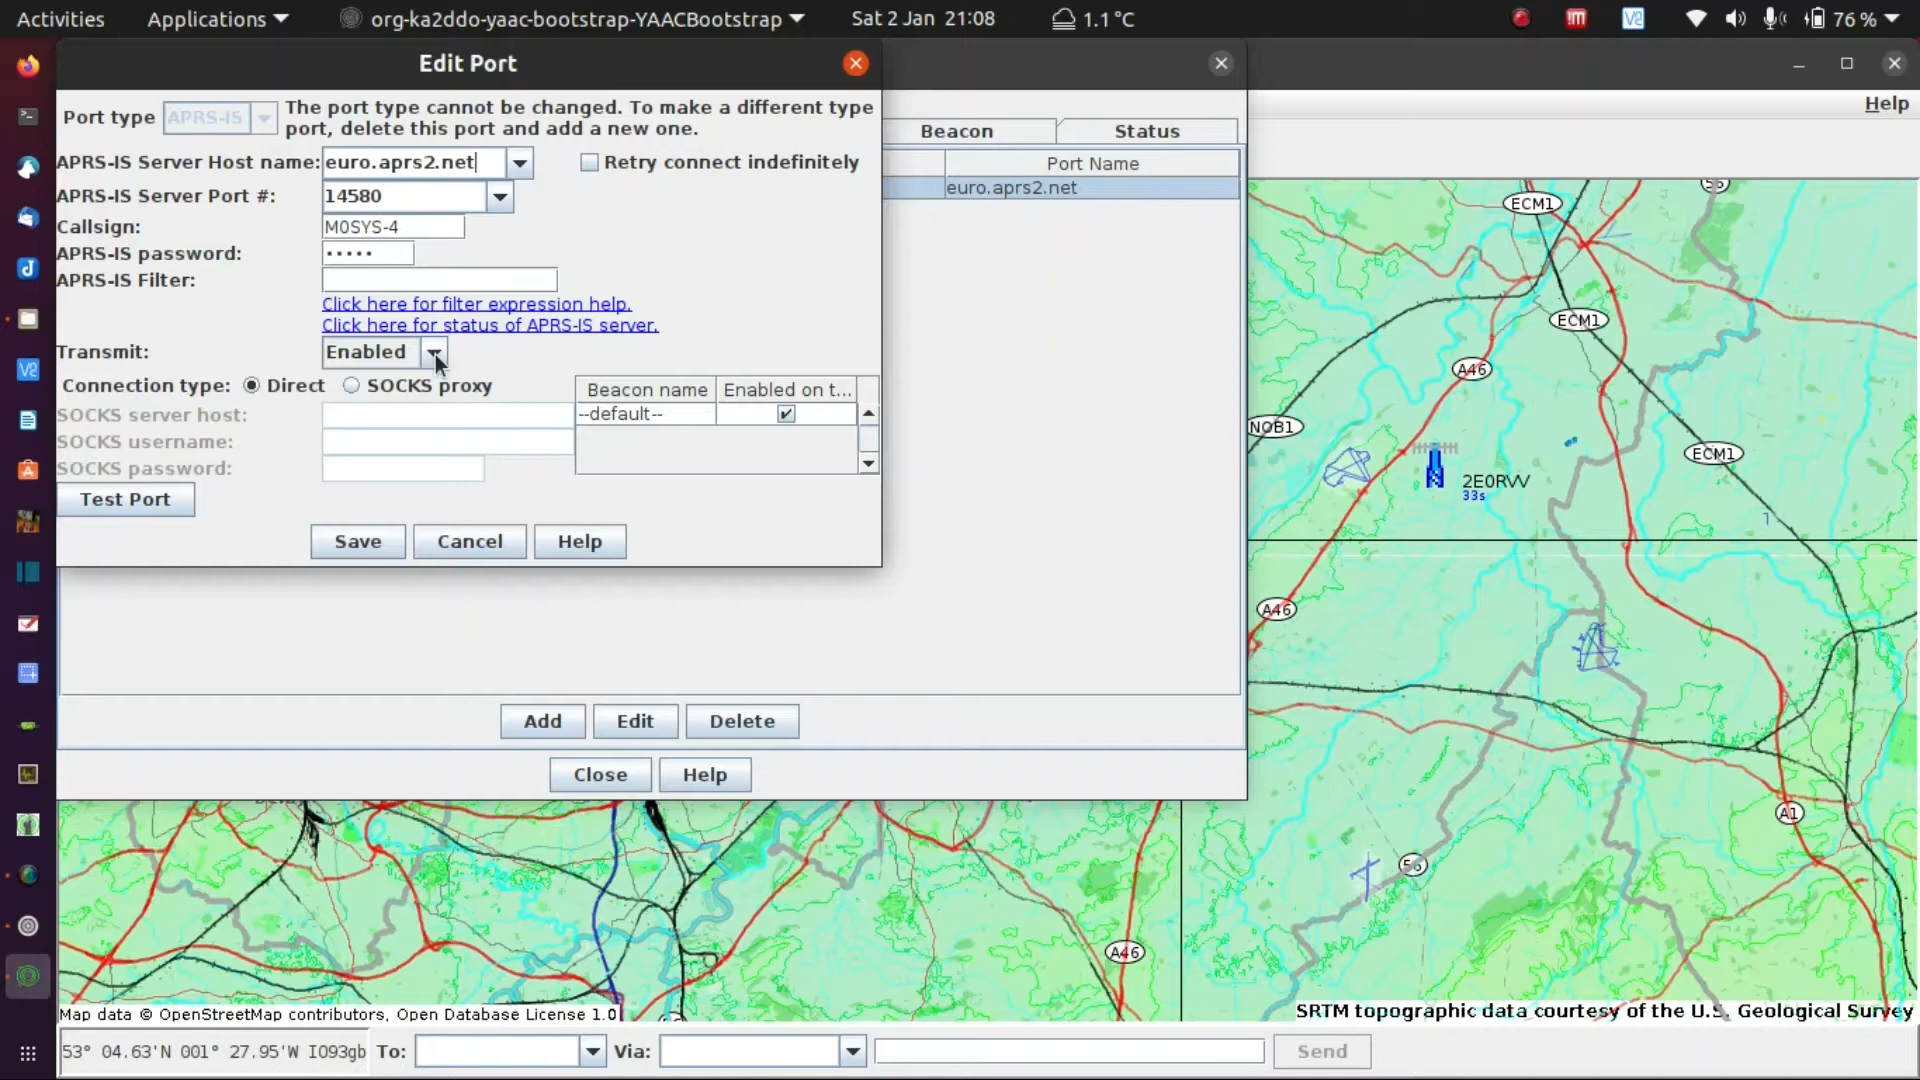 Activities Applications org-ka2ddo-yaac-bootstrap-YAACBootstrap Sat 2 Jan 21:08 1.1 °C 76 %
Edit Port
Help
Port type APRS-IS The port type cannot be changed. To make a different type
port, delete this port and add a new one.
Beacon Status
APRS-IS Server Host name: euro.aprs2.net Retry connect indefinitely
Port Name
euro.aprs2.net
APRS-IS Server Port #: 14580
Callsign: M0SYS-4
APRS-IS password: •••••
APRS-IS Filter:
Click here for filter expression help.
Click here for status of APRS-IS server.
Transmit: Enabled
Connection type: Direct SOCKS proxy
Beacon name Enabled on t...
--default--
SOCKS server host:
SOCKS username:
SOCKS password:
Test Port
Save Cancel Help
Add Edit Delete
Close Help
ECM1
ECM1
A46
NOB1
ECM1
2E0RVV
33s
A46
A1
56
A46
Map data © OpenStreetMap contributors, Open Database License 1.0
SRTM topographic data courtesy of the U.S. Geological Survey
53° 04.63'N 001° 27.95'W IO93gb To: Via: Send